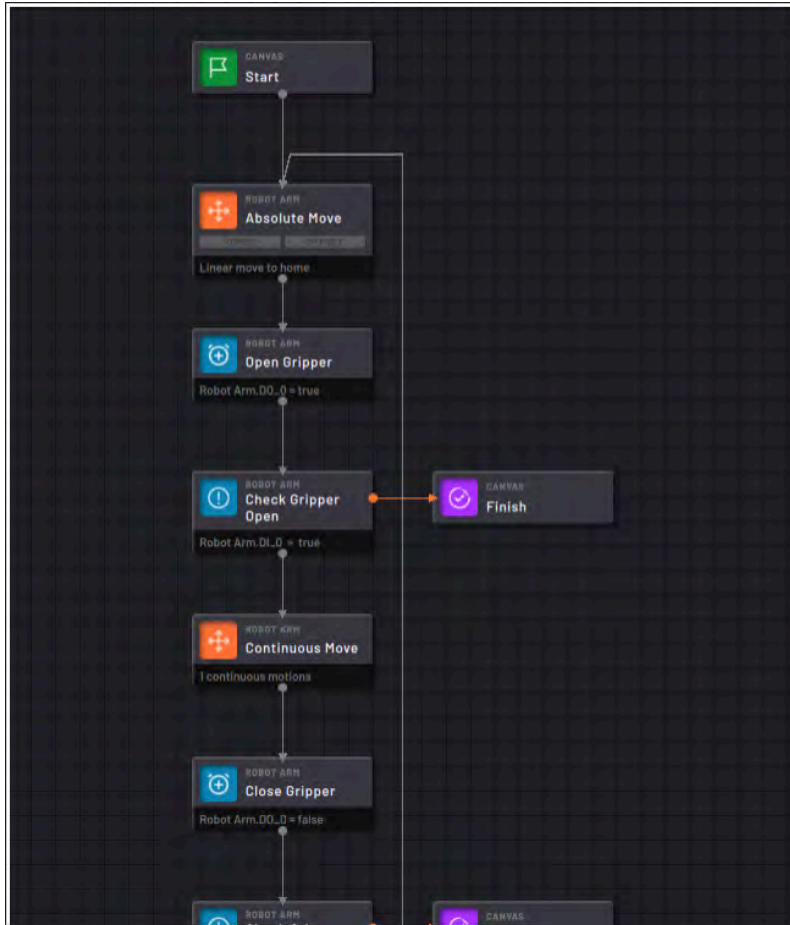 CANVAS
Start
ROBOT ARM
Absolute Move
Linear move to home
ROBOT ARM
Open Gripper
Robot Arm.DO_0 = true
ROBOT ARM
Check Gripper
Open
Robot Arm.DI_0 = true
CANVAS
Finish
ROBOT ARM
Continuous Move
1 continuous motions
ROBOT ARM
Close Gripper
Robot Arm.DO_0 = false
ROBOT ARM
CANVAS